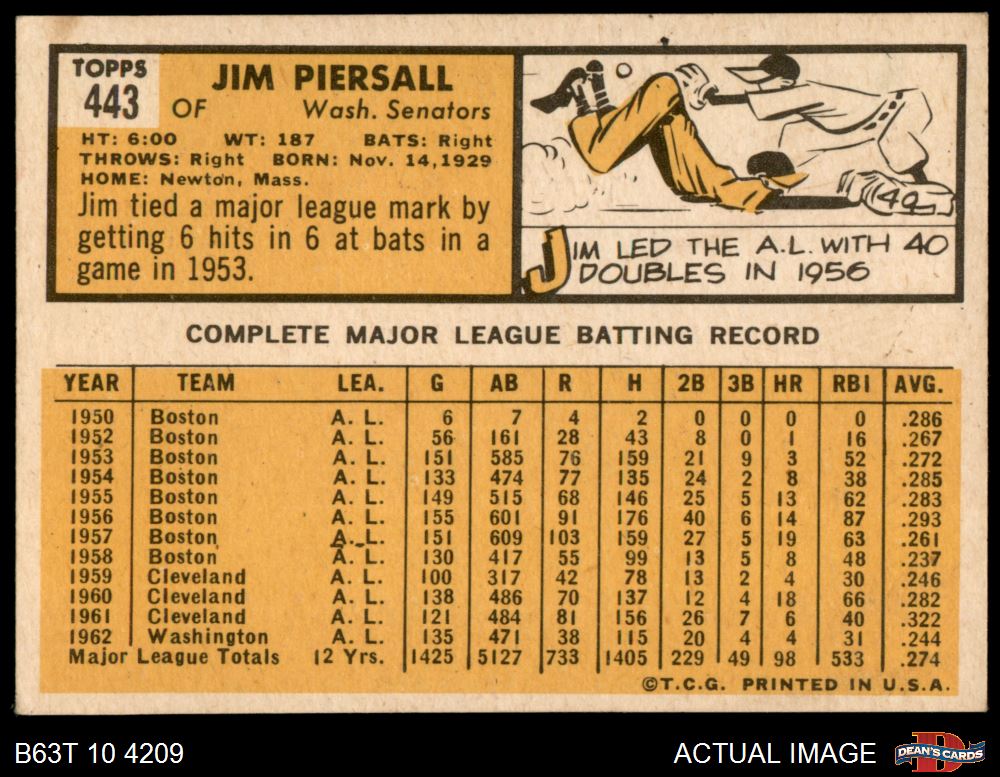 TOPPS
443
JIM PIERSALL
OF Wash. Senators
HT: 6:00 WT: 187 BATS: Right
THROWS: Right BORN: Nov. 14, 1929
HOME: Newton, Mass.
Jim tied a major league mark by
getting 6 hits in 6 at bats in a
game in 1953.
40
JIM LED THE A.L. WITH 40
DOUBLES IN 1956
COMPLETE MAJOR LEAGUE BATTING RECORD
YEAR TEAM LEA. G AB R H 2B 3B HR RBI AVG.
1950 Boston A. L. 6 7 4 2 0 0 0 0 .286
1952 Boston A. L. 56 161 28 43 8 0 1 16 .267
1953 Boston A. L. 151 585 76 159 21 9 3 52 .272
1954 Boston A. L. 133 474 77 135 24 2 8 38 .285
1955 Boston A. L. 149 515 68 146 25 5 13 62 .283
1956 Boston A. L. 155 601 91 176 40 6 14 87 .293
1957 Boston A. L. 151 609 103 159 27 5 19 63 .261
1958 Boston A. L. 130 417 55 99 13 5 8 48 .237
1959 Cleveland A. L. 100 317 42 78 13 2 4 30 .246
1960 Cleveland A. L. 138 486 70 137 12 4 18 66 .282
1961 Cleveland A. L. 121 484 81 156 26 7 6 40 .322
1962 Washington A. L. 135 471 38 115 20 4 4 31 .244
Major League Totals 12 Yrs. 1425 5127 733 1405 229 49 98 533 .274
©T.C.G. PRINTED IN U.S.A.
B63T 10 4209
ACTUAL IMAGE
D
DEAN'S CARDS